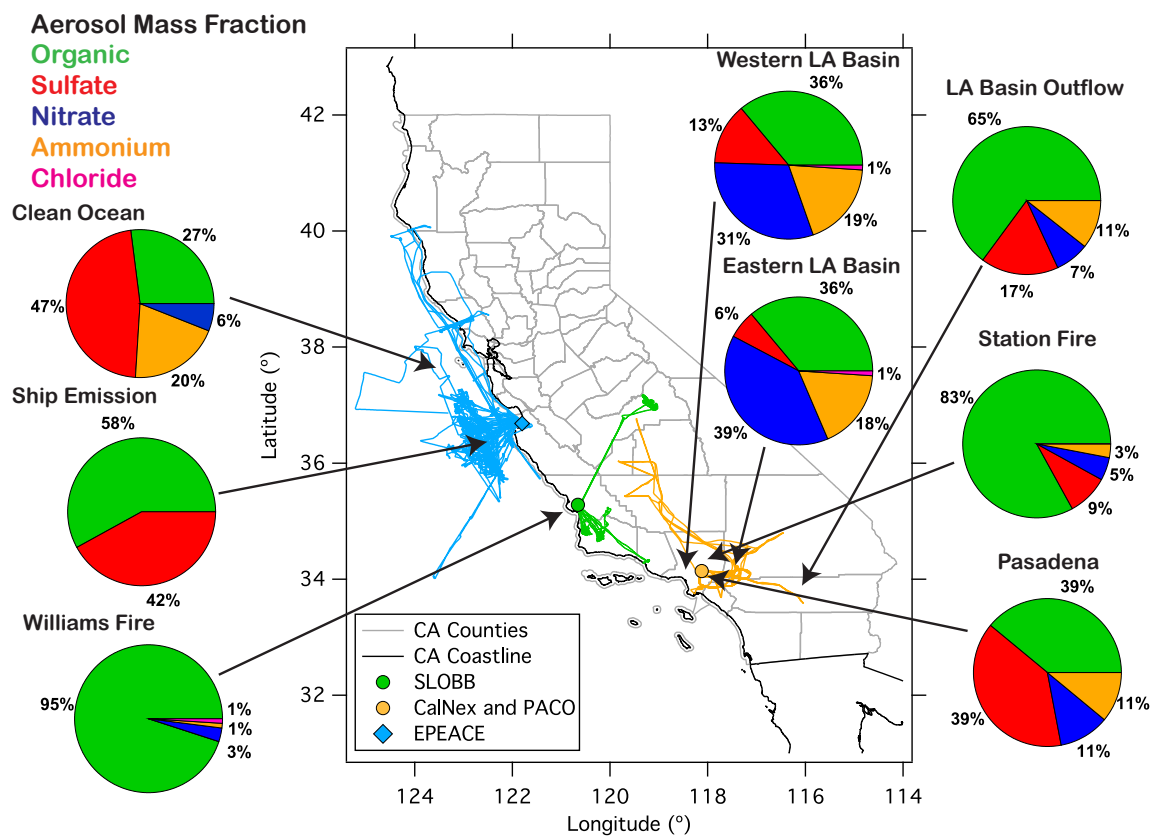 Aerosol Mass Fraction
Organic
Sulfate
Nitrate
Ammonium
Chloride
Clean Ocean
27%
47%
6%
20%
Ship Emission
58%
42%
Williams Fire
95%
1%
1%
3%
Western LA Basin
36%
13%
1%
19%
31%
Eastern LA Basin
36%
6%
1%
18%
39%
LA Basin Outflow
65%
11%
7%
17%
Station Fire
83%
3%
5%
9%
Pasadena
39%
11%
39%
11%
Latitude (º)
42
40
38
36
34
32
CA Counties
CA Coastline
SLOBB
CalNex and PACO
EPEACE
124
122
120
118
116
114
Longitude (º)